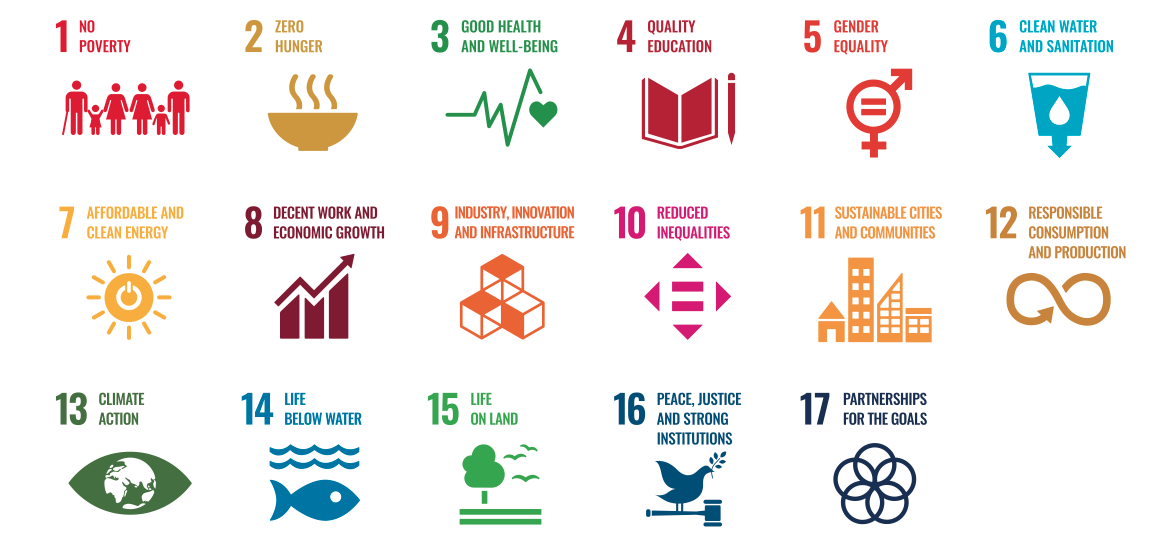 1 NO
POVERTY
2 ZERO
HUNGER
3 GOOD HEALTH
AND WELL-BEING
4 QUALITY
EDUCATION
5 GENDER
EQUALITY
6 CLEAN WATER
AND SANITATION
7 AFFORDABLE AND
CLEAN ENERGY
8 DECENT WORK AND
ECONOMIC GROWTH
9 INDUSTRY, INNOVATION
AND INFRASTRUCTURE
10 REDUCED
INEQUALITIES
11 SUSTAINABLE CITIES
AND COMMUNITIES
12 RESPONSIBLE
CONSUMPTION
AND PRODUCTION
13 CLIMATE
ACTION
14 LIFE
BELOW WATER
15 LIFE
ON LAND
16 PEACE, JUSTICE
AND STRONG
INSTITUTIONS
17 PARTNERSHIPS
FOR THE GOALS